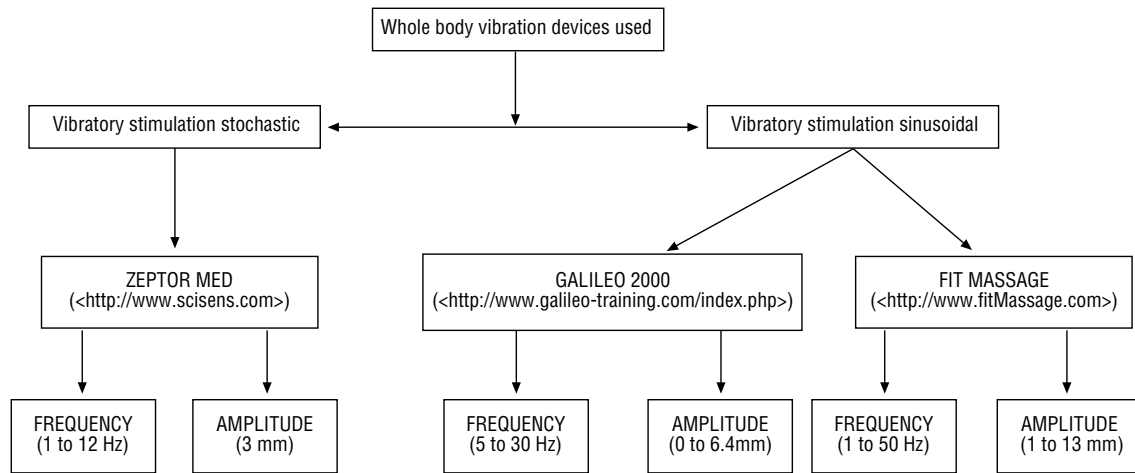 Whole body vibration devices used
Vibratory stimulation stochastic
Vibratory stimulation sinusoidal
ZEPTOR MED
(<http://www.scisens.com>)
GALILEO 2000
(<http://www.galileo-training.com/index.php>)
FIT MASSAGE
(<http://www.fitMassage.com>)
FREQUENCY
(1 to 12 Hz)
AMPLITUDE
(3 mm)
FREQUENCY
(5 to 30 Hz)
AMPLITUDE
(0 to 6.4mm)
FREQUENCY
(1 to 50 Hz)
AMPLITUDE
(1 to 13 mm)